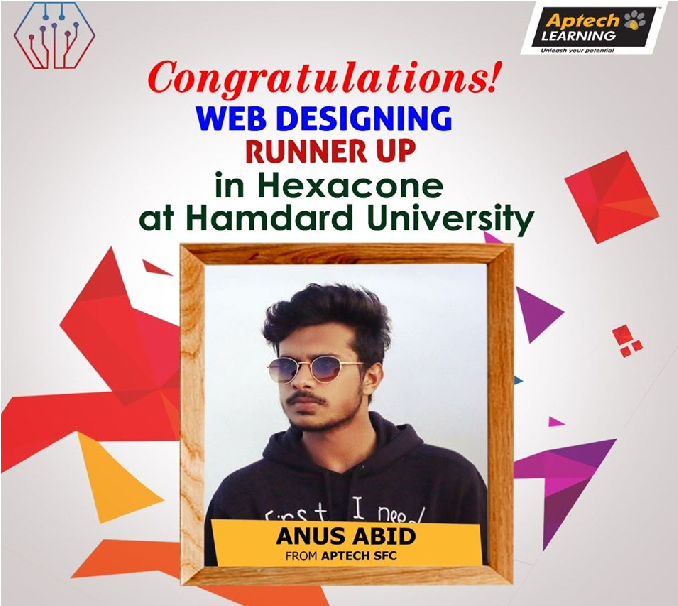 Aptech
LEARNING
Unleash your potential
Congratulations!
WEB DESIGNING
RUNNER UP
in Hexacone
at Hamdard University
First I need
ANUS ABID
FROM APTECH SFC